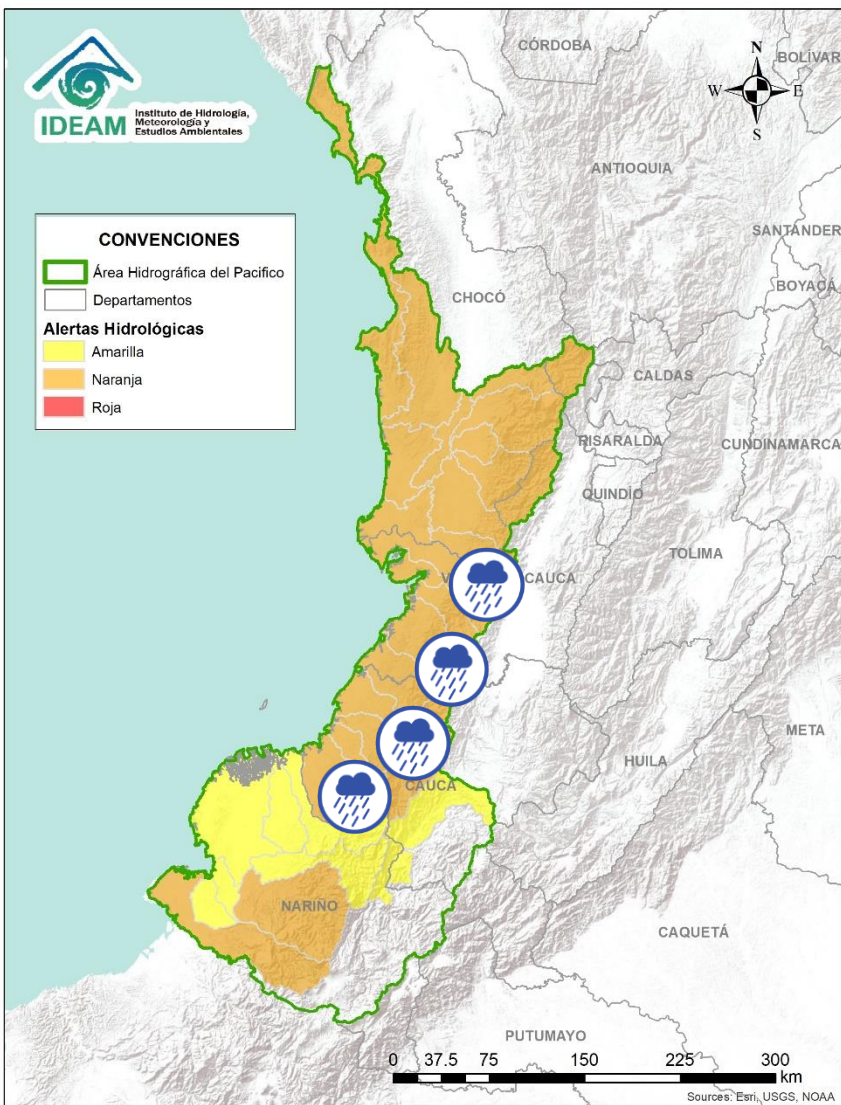 IDEAM
Instituto de Hidrología,
Meteorología y
Estudios Ambientales
N
W
E
S
CÓRDOBA
BOLÍVAR
ANTIOQUIA
SANTANDER
BOYACÁ
CHOCÓ
CALDAS
RISARALDA
CUNDINAMARCA
QUINDÍO
TOLIMA
CAUCA
META
HUILA
CAUCA
NARIÑO
CAQUETÁ
PUTUMAYO
CONVENCIONES
Área Hidrográfica del Pacifico
Departamentos
Alertas Hidrológicas
Amarilla
Naranja
Roja
0 37.5 75 150 225 300
km
Sources: Esri, USGS, NOAA